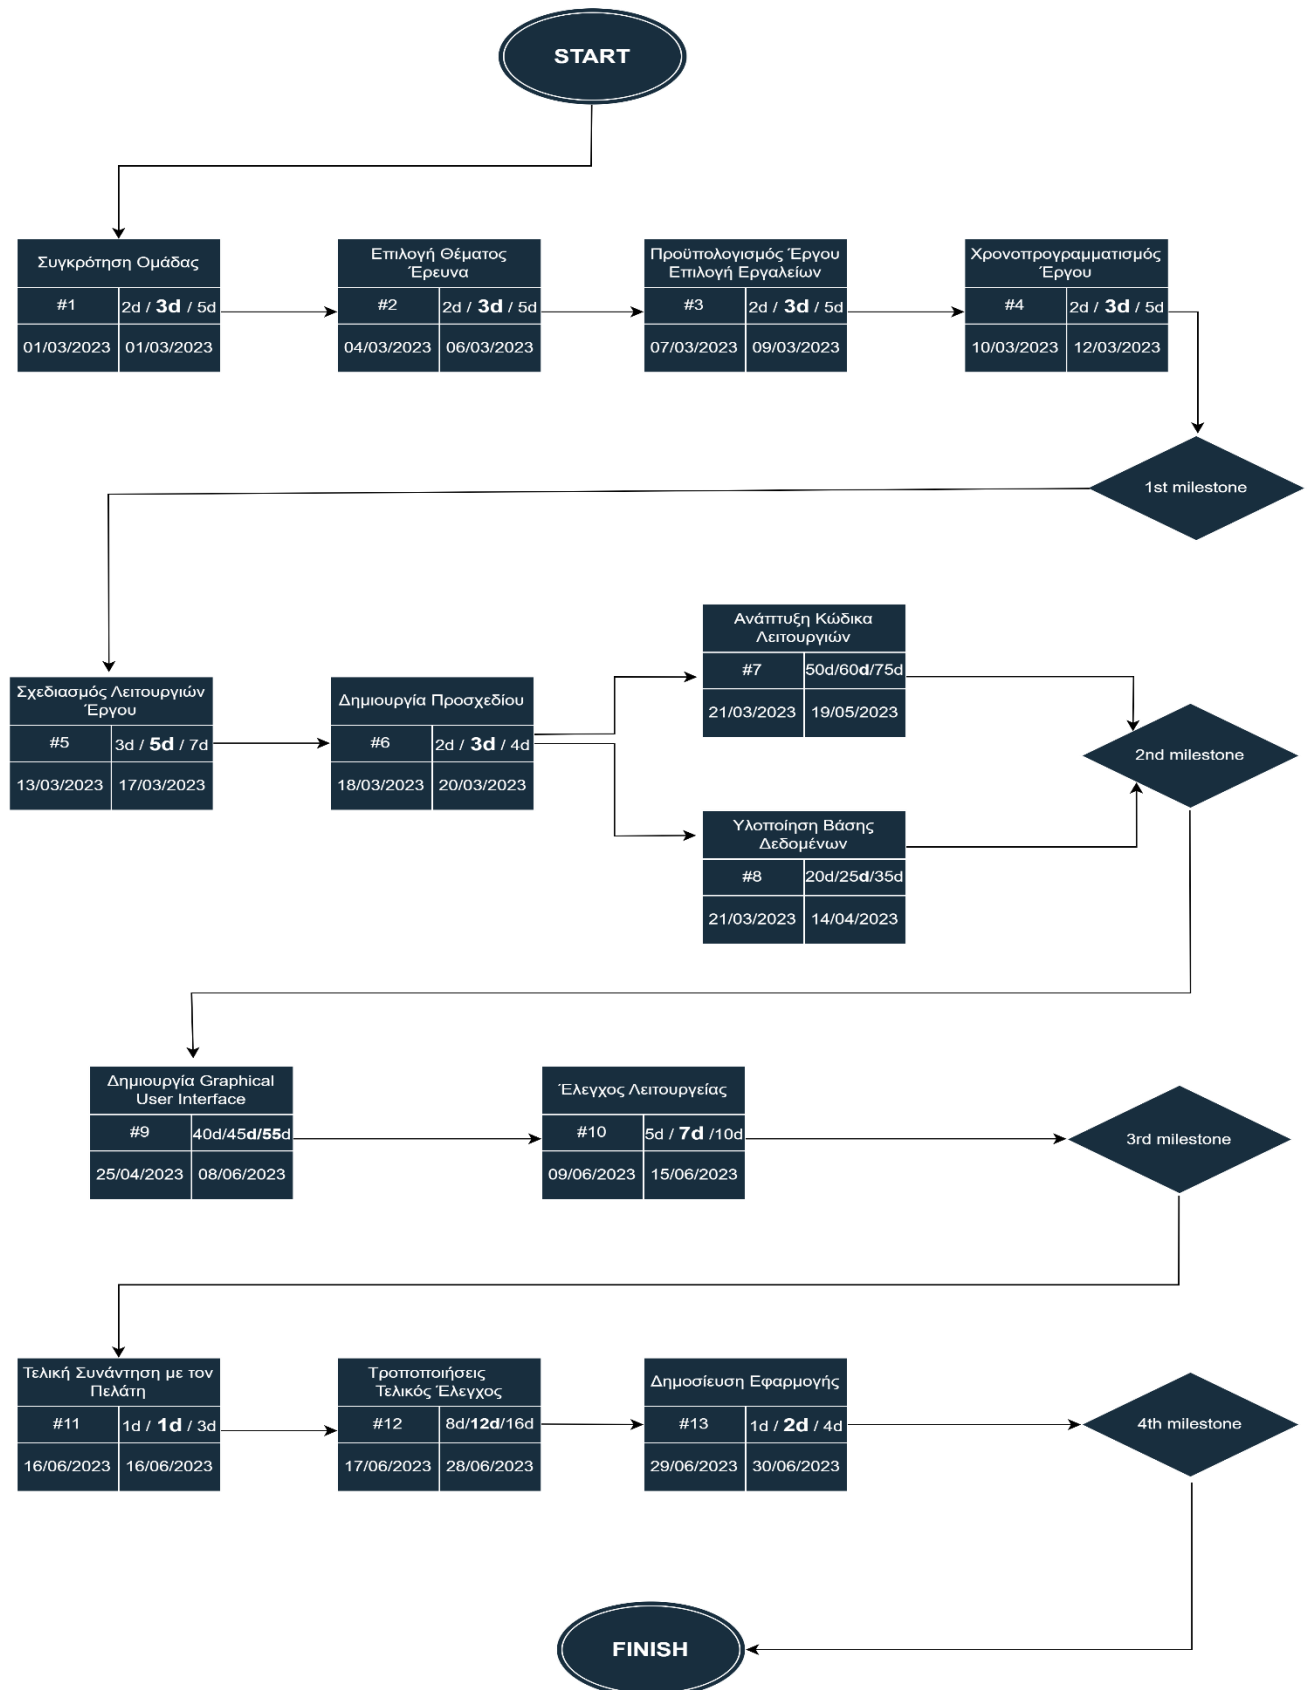 START
Συγκρότηση Ομάδας
#1
2d / 3d / 5d
01/03/2023
01/03/2023
Επιλογή Θέματος
Έρευνα
#2
2d / 3d / 5d
04/03/2023
06/03/2023
Προϋπολογισμός Έργου
Επιλογή Εργαλείων
#3
2d / 3d / 5d
07/03/2023
09/03/2023
Χρονοπρογραμματισμός
Έργου
#4
2d / 3d / 5d
10/03/2023
12/03/2023
1st milestone
Σχεδιασμός Λειτουργιών
Έργου
#5
3d / 5d / 7d
13/03/2023
17/03/2023
Δημιουργία Προσχεδίου
#6
2d / 3d / 4d
18/03/2023
20/03/2023
Ανάπτυξη Κώδικα
Λειτουργιών
#7
50d/60d/75d
21/03/2023
19/05/2023
Υλοποίηση Βάσης
Δεδομένων
#8
20d/25d/35d
21/03/2023
14/04/2023
2nd milestone
Δημιουργία Graphical
User Interface
#9
40d/45d/55d
25/04/2023
08/06/2023
Έλεγχος Λειτουργείας
#10
5d / 7d /10d
09/06/2023
15/06/2023
3rd milestone
Τελική Συνάντηση με τον
Πελάτη
#11
1d / 1d / 3d
16/06/2023
16/06/2023
Τροποποιήσεις
Τελικός Έλεγχος
#12
8d/12d/16d
17/06/2023
28/06/2023
Δημοσίευση Εφαρμογής
#13
1d / 2d / 4d
29/06/2023
30/06/2023
4th milestone
FINISH